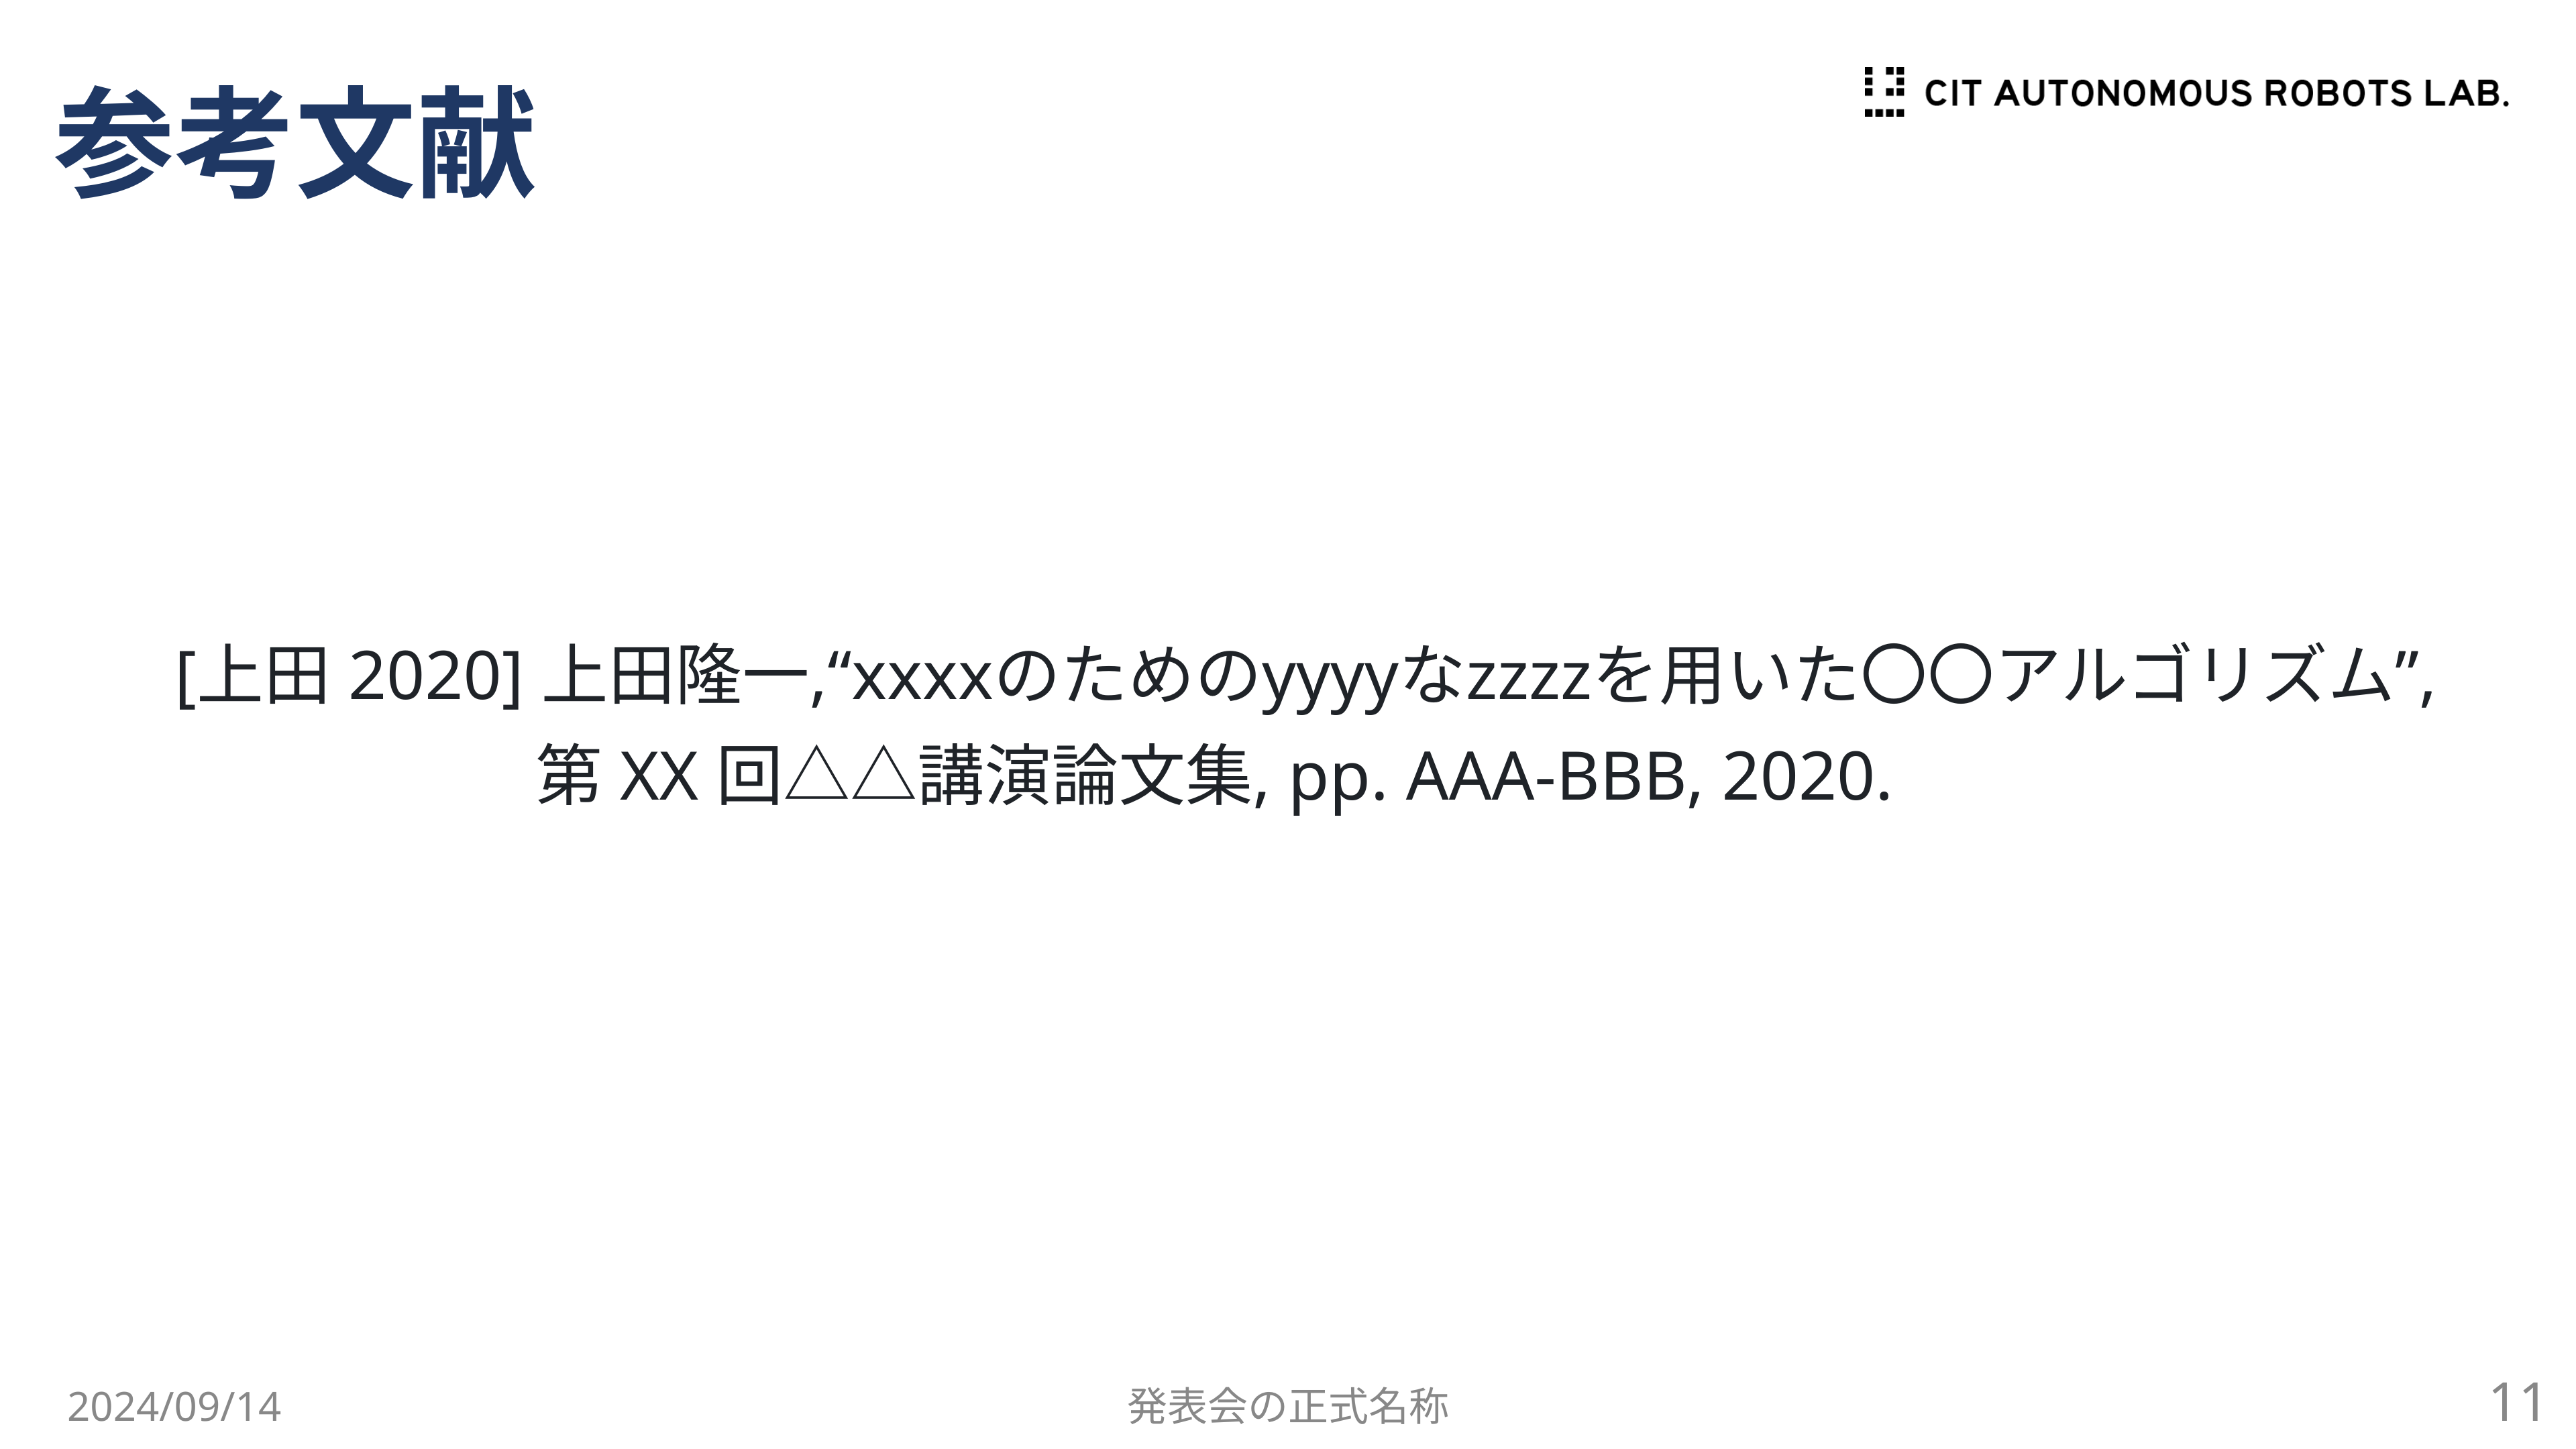 参考文献
CIT AUTONOMOUS ROBOTS LAB.
[上田 2020] 上田隆一,“xxxxのためのyyyyなzzzzを用いた〇〇アルゴリズム”,
第 XX 回△△講演論文集, pp. AAA-BBB, 2020.
2024/09/14
発表会の正式名称
11